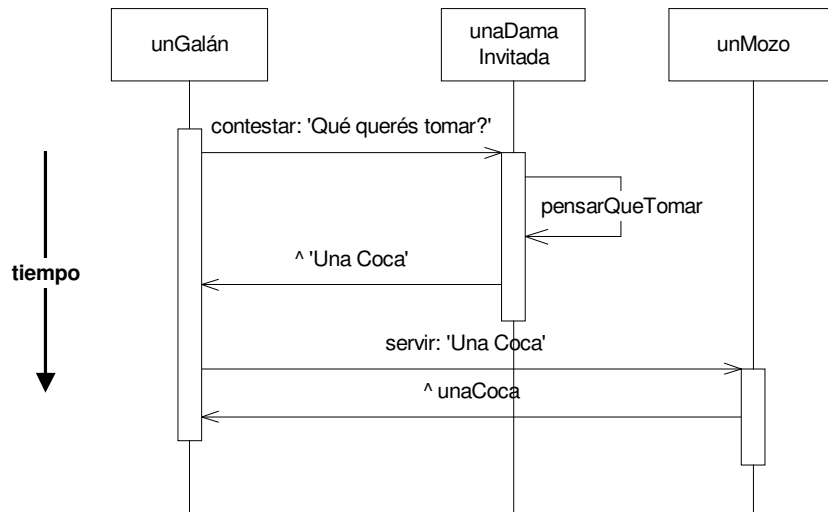 unGalán
unaDama
Invitada
unMozo
contestar: 'Qué querés tomar?'
pensarQueTomar
^ 'Una Coca'
tiempo
servir: 'Una Coca'
^ unaCoca